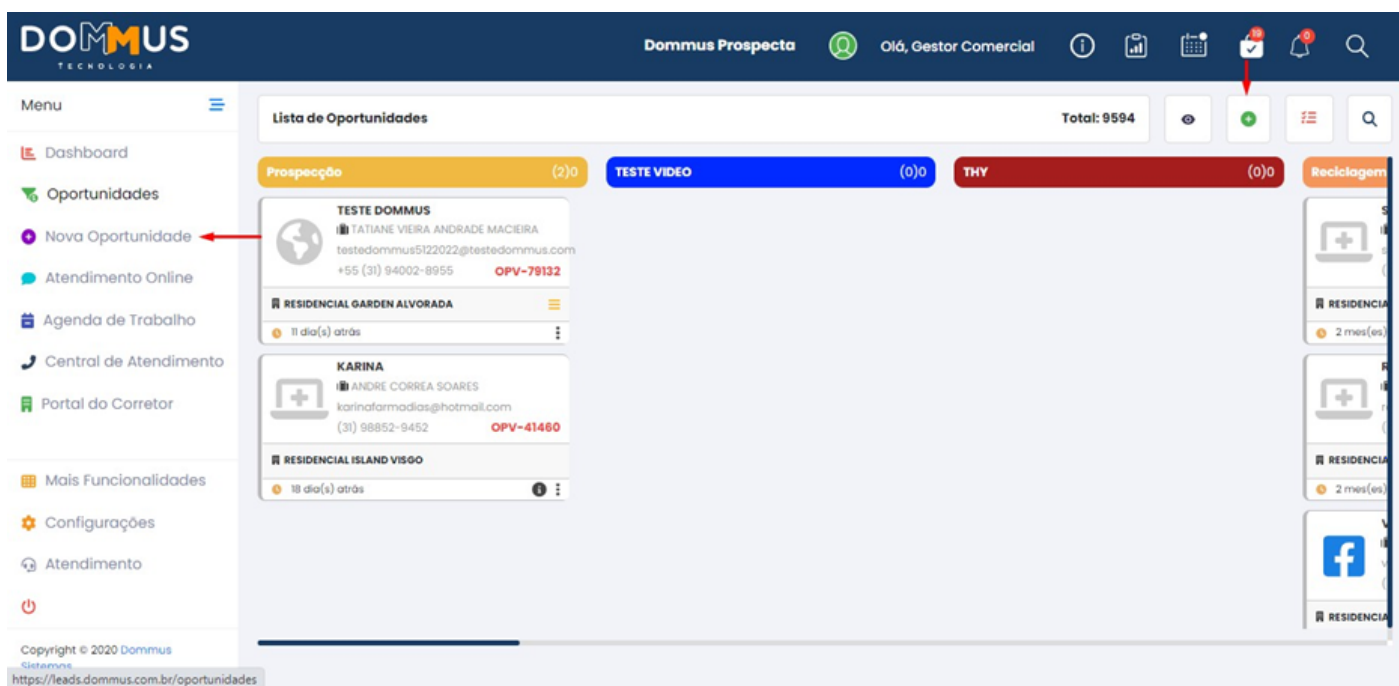 DOMMUS
TECNOLOGIA
Dommus Prospecta
Olá, Gestor Comercial
19
0
Menu
Dashboard
Oportunidades
Nova Oportunidade
Atendimento Online
Agenda de Trabalho
Central de Atendimento
Portal do Corretor
Mais Funcionalidades
Configurações
Atendimento
Copyright © 2020 Dommus
Sistemas
https://leads.dommus.com.br/oportunidades
Lista de Oportunidades
Total: 9594
Prospecção (2)0
TESTE DOMMUS
TATIANE VIEIRA ANDRADE MACIEIRA
testedommus5122022@testedommus.com
+55 (31) 94002-8955 OPV-79132
RESIDENCIAL GARDEN ALVORADA
11 dia(s) atrás
KARINA
ANDRE CORREA SOARES
karinafarmadias@hotmail.com
(31) 98852-9452 OPV-41460
RESIDENCIAL ISLAND VISGO
18 dia(s) atrás
TESTE VIDEO (0)0
THY (0)0
Reciclagem
RESIDENCIA
2 mes(es)
RESIDENCIA
2 mes(es)
RESIDENCIA